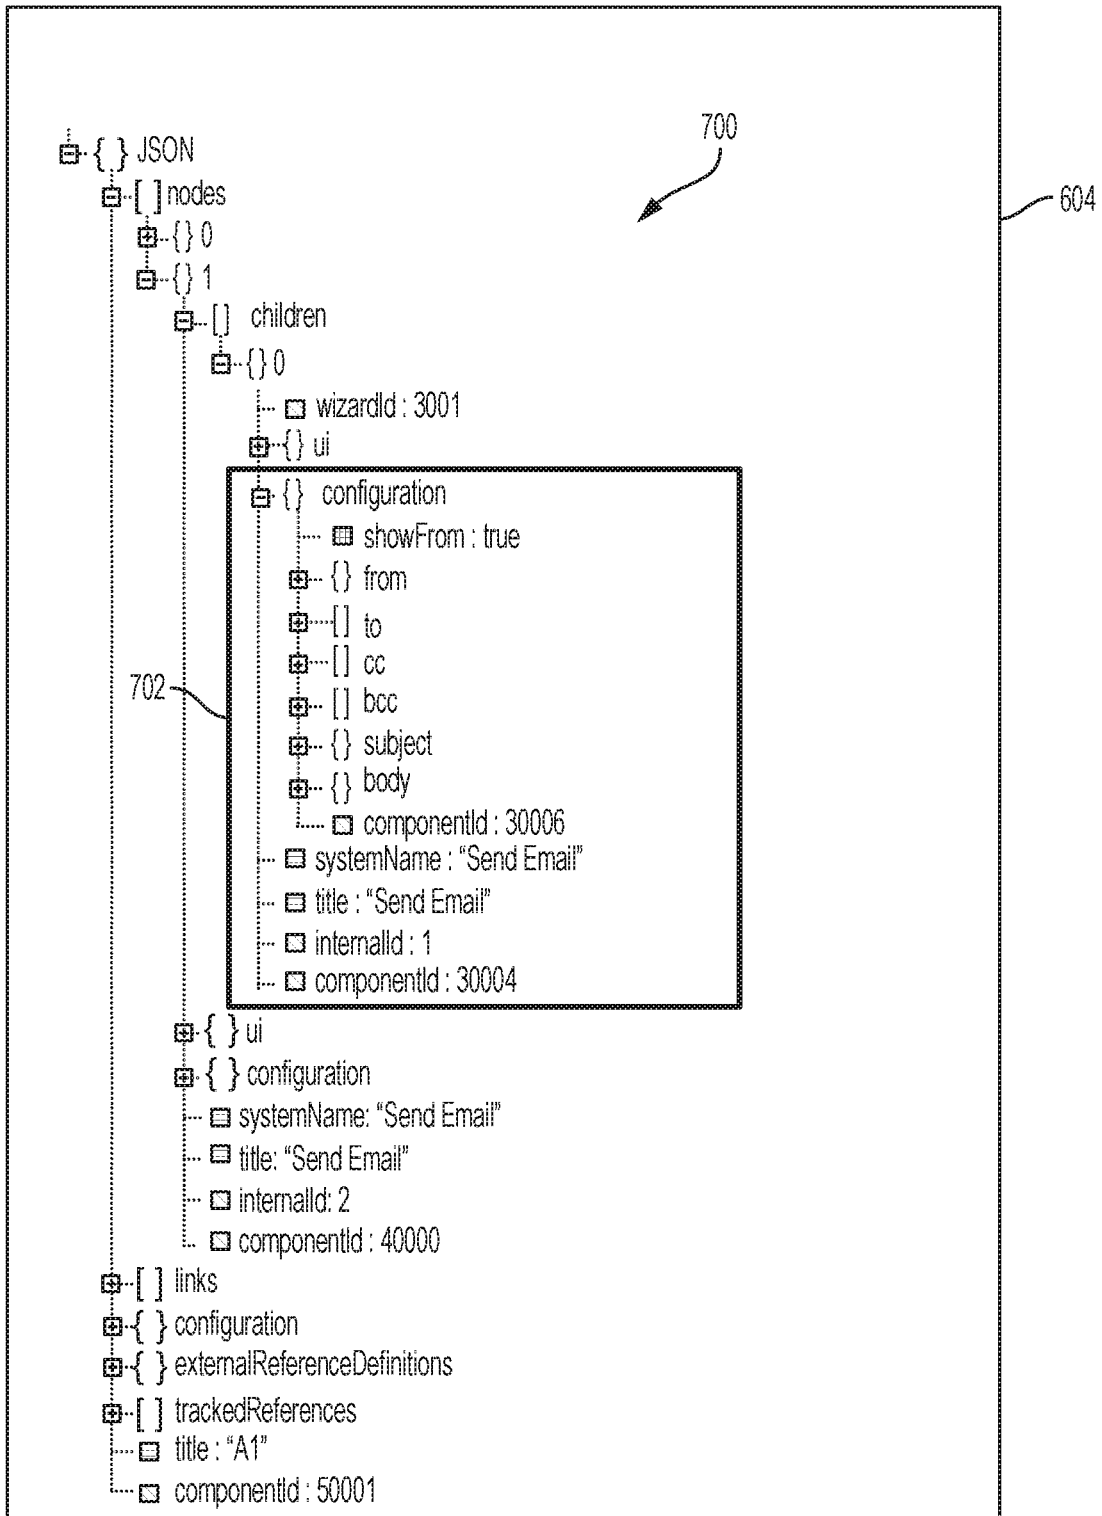 700
604
{ } JSON
[ ] nodes
{ } 0
{ } 1
[ ] children
{ } 0
wizardId : 3001
{ } ui
{ } configuration
showFrom : true
{ } from
[ ] to
[ ] cc
702
[ ] bcc
{ } subject
{ } body
componentId : 30006
systemName : “Send Email”
title : “Send Email”
internalId : 1
componentId : 30004
{ } ui
{ } configuration
systemName: “Send Email”
title: “Send Email”
internalId: 2
componentId : 40000
[ ] links
{ } configuration
{ } externalReferenceDefinitions
[ ] trackedReferences
title : “A1”
componentId : 50001